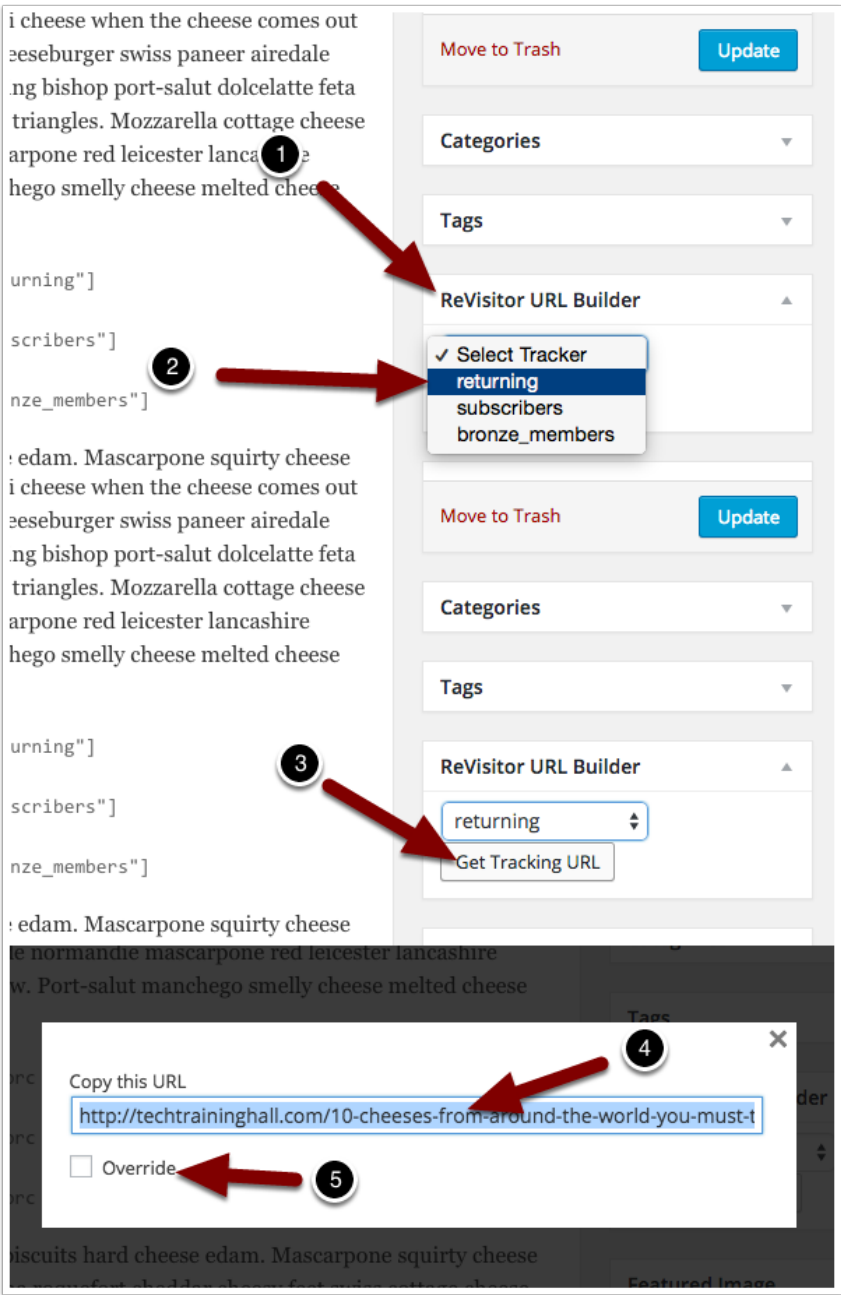 i cheese when the cheese comes out
eeseburger swiss paneer airedale
ng bishop port-salut dolcelatte feta
triangles. Mozzarella cottage cheese
arpone red leicester
hego smelly cheese melted cheese
urning"]
scribers"]
nze_members"]
edam. Mascarpone squirty cheese
Move to Trash
Update
Categories
Tags
1
ReVisitor URL Builder
2
✓ Select Tracker
returning
subscribers
bronze_members
i cheese when the cheese comes out
eeseburger swiss paneer airedale
ng bishop port-salut dolcelatte feta
triangles. Mozzarella cottage cheese
arpone red leicester lancashire
hego smelly cheese melted cheese
urning"]
scribers"]
nze_members"]
edam. Mascarpone squirty cheese
Move to Trash
Update
Categories
Tags
ReVisitor URL Builder
3
returning
Get Tracking URL
le normandie mascarpone red leicester lancashire
w. Port-salut manchego smelly cheese melted cheese
Tags
4
Copy this URL
http://techtraininghall.com/10-cheeses-from-around-the-world-you-must-t
Override
5
der
orc
orc
orc
biscuits hard cheese edam. Mascarpone squirty cheese
Featured Image